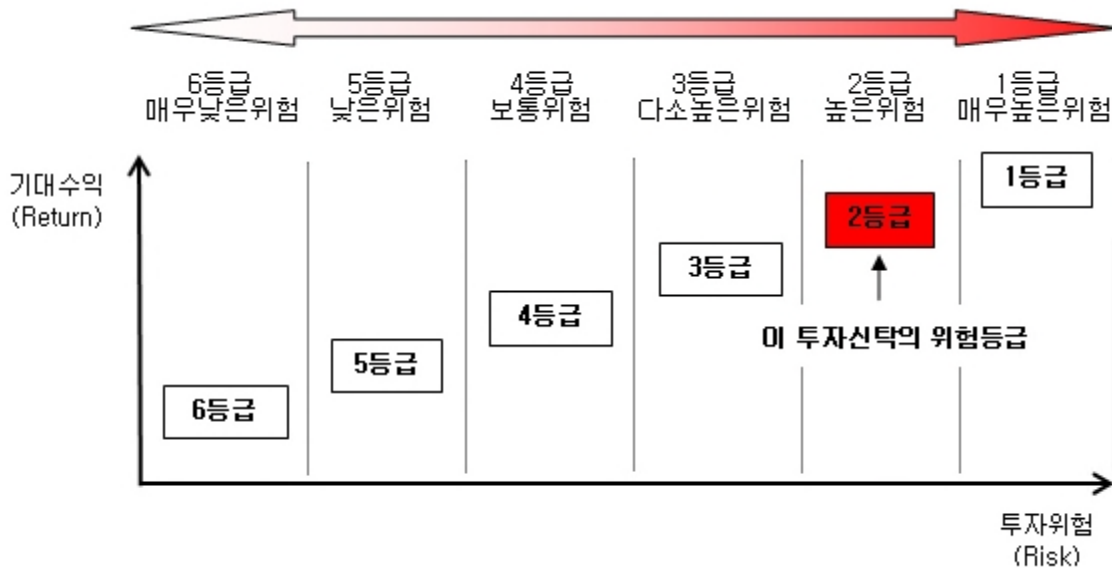 6등급
매우낮은위험
5등급
낮은위험
4등급
보통위험
3등급
다소높은위험
2등급
높은위험
1등급
매우높은위험
기대수익
(Return)
1등급
2등급
3등급
4등급
이 투자신탁의 위험등급
5등급
6등급
투자위험
(Risk)